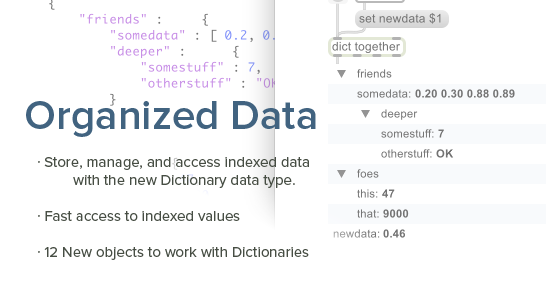 {
"friends" : {
"somedata" : [ 0.2, 0.
"deeper" : {
"somestuff" : 7,
"otherstuff" : "OK
}
Organized Data
· Store, manage, and access indexed data
with the new Dictionary data type.
· Fast access to indexed values
· 12 New objects to work with Dictionaries
set newdata $1
dict together
▼ friends
somedata: 0.20 0.30 0.88 0.89
▼ deeper
somestuff: 7
otherstuff: OK
▼ foes
this: 47
that: 9000
newdata: 0.46